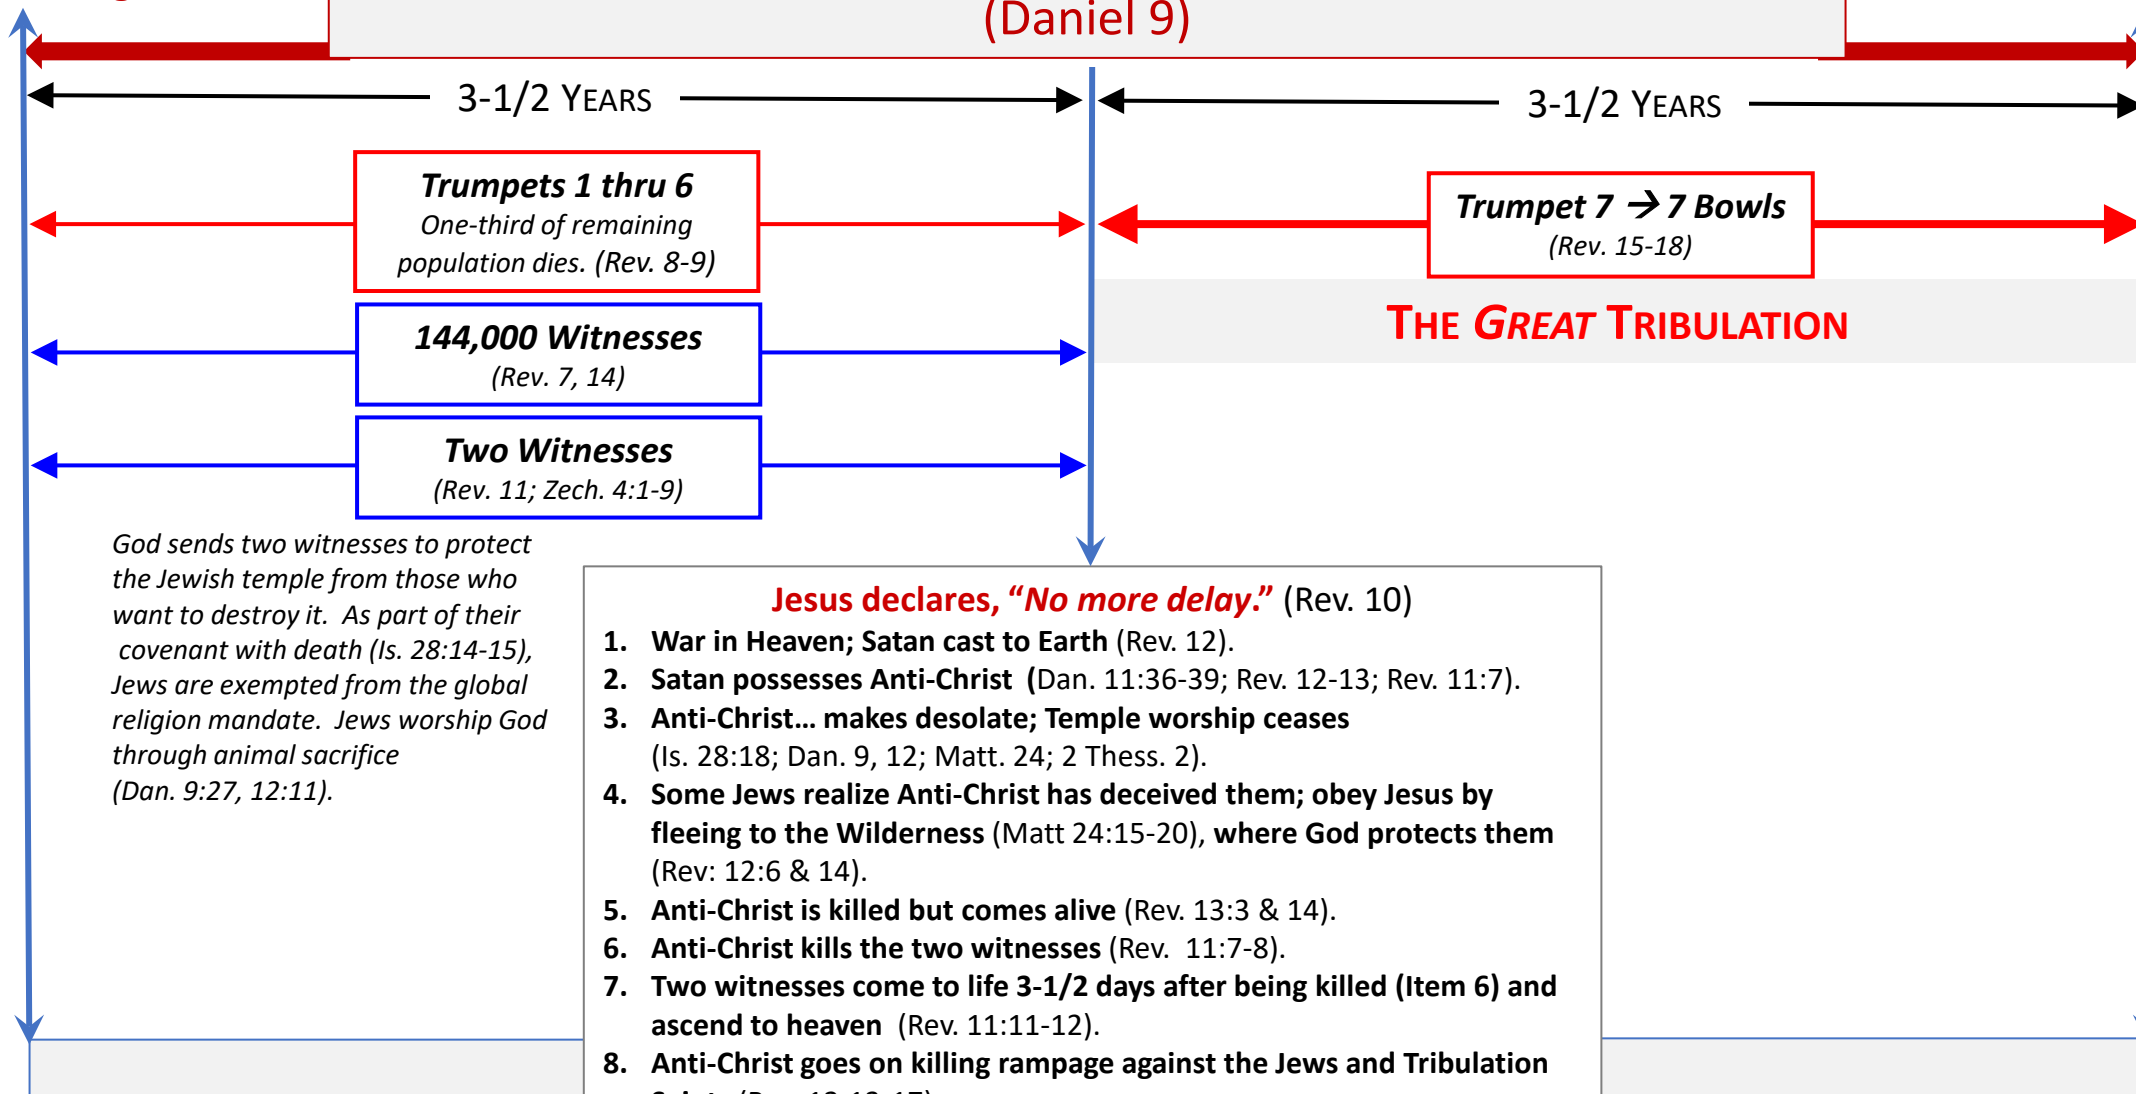 (Daniel 9)
3-1/2 YEARS
3-1/2 YEARS
Trumpets 1 thru 6
One-third of remaining
population dies. (Rev. 8-9)
Trumpet 7 → 7 Bowls
(Rev. 15-18)
THE GREAT TRIBULATION
144,000 Witnesses
(Rev. 7, 14)
Two Witnesses
(Rev. 11; Zech. 4:1-9)
God sends two witnesses to protect
the Jewish temple from those who
want to destroy it. As part of their
covenant with death (Is. 28:14-15),
Jews are exempted from the global
religion mandate. Jews worship God
through animal sacrifice
(Dan. 9:27, 12:11).
Jesus declares, “No more delay.” (Rev. 10)
1. War in Heaven; Satan cast to Earth (Rev. 12).
2. Satan possesses Anti-Christ (Dan. 11:36-39; Rev. 12-13; Rev. 11:7).
3. Anti-Christ... makes desolate; Temple worship ceases
(Is. 28:18; Dan. 9, 12; Matt. 24; 2 Thess. 2).
4. Some Jews realize Anti-Christ has deceived them; obey Jesus by
fleeing to the Wilderness (Matt 24:15-20), where God protects them
(Rev: 12:6 & 14).
5. Anti-Christ is killed but comes alive (Rev. 13:3 & 14).
6. Anti-Christ kills the two witnesses (Rev. 11:7-8).
7. Two witnesses come to life 3-1/2 days after being killed (Item 6) and
ascend to heaven (Rev. 11:11-12).
8. Anti-Christ goes on killing rampage against the Jews and Tribulation